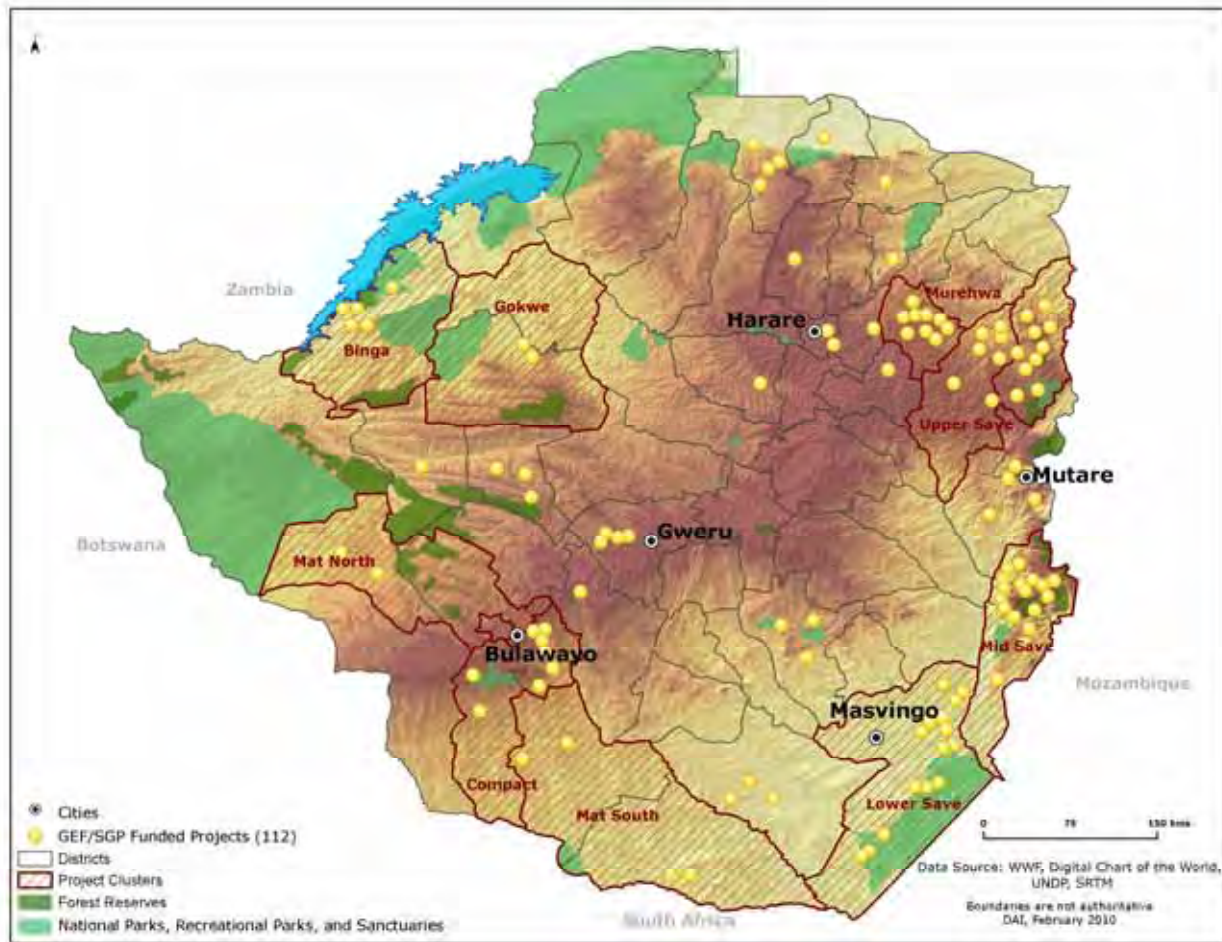 Zambia
Gokwe
Murehwa
Harare
Binga
Upper Save
Mutare
Botswana
Gweru
Mat North
Bulawayo
Mid Save
Mozambique
Masvingo
Compact
Mat South
Lower Save
South Africa
Cities
GEF/SGP Funded Projects (112)
Districts
Project Clusters
Forest Reserves
National Parks, Recreational Parks, and Sanctuaries
0 75 150 kms
Data Source: WWF, Digital Chart of the World,
UNDP, SRTM
Boundaries are not authoritative
DAI, February 2010